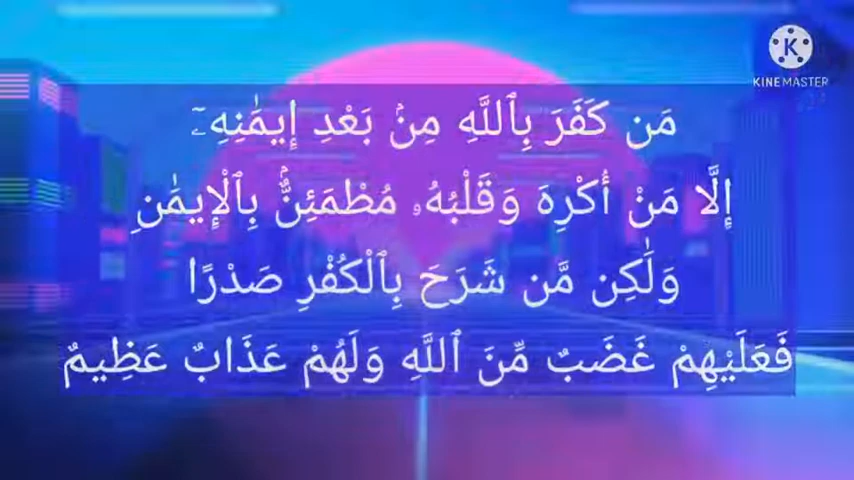 KINEMASTER
مَن كَفَرَ بِٱللَّهِ مِنۢ بَعْدِ إِيمَٰنِهِۦٓ
إِلَّا مَنْ أُكْرِهَ وَقَلْبُهُۥ مُطْمَئِنٌّۢ بِٱلْإِيمَٰنِ
وَلَٰكِن مَّن شَرَحَ بِٱلْكُفْرِ صَدْرًا
فَعَلَيْهِمْ غَضَبٌ مِّنَ ٱللَّهِ وَلَهُمْ عَذَابٌ عَظِيمٌ